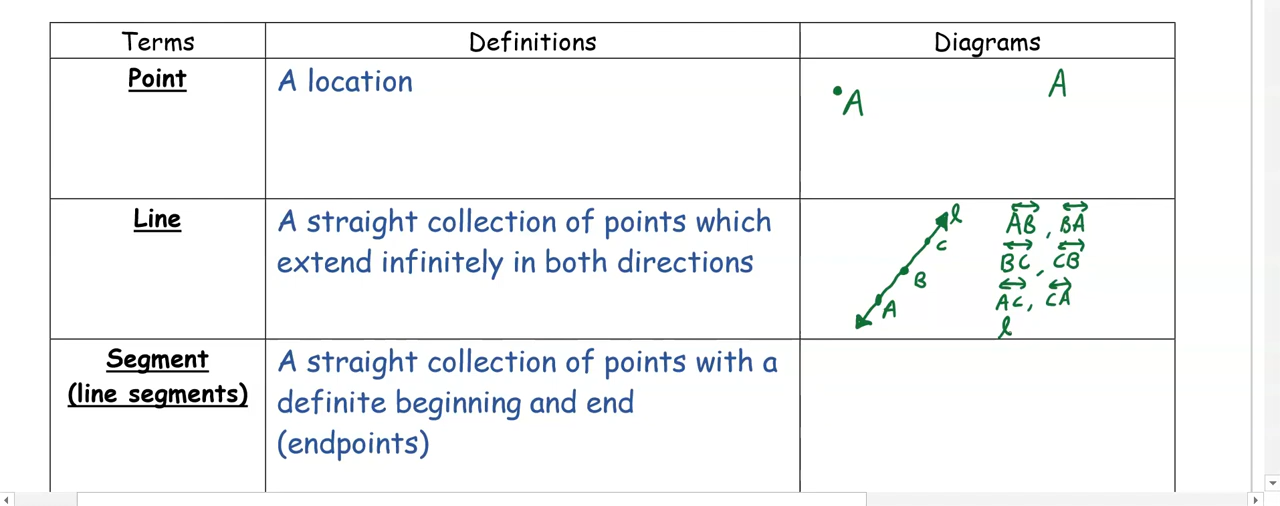 Terms
Definitions
Diagrams
Point
A location
A
A
Line
A straight collection of points which
extend infinitely in both directions
l
C
B
A
AB, BA
BC, CB
AC, CA
l
Segment
(line segments)
A straight collection of points with a
definite beginning and end
(endpoints)